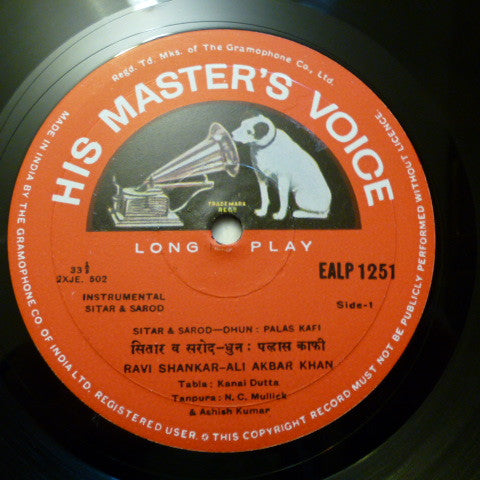 Regd. Td. Mks. of The Gramophone Co., Ltd.
HIS MASTER'S VOICE
TRADE MARK
REGD
LONG PLAY
33⅓
2XJE. 502
EALP 1251
INSTRUMENTAL
SITAR & SAROD
Side-1
SITAR & SAROD—DHUN: PALAS KAFI
सितार व सरोद-धुन: पलास काफी
RAVI SHANKAR-ALI AKBAR KHAN
Tabla: Kanai Dutta
Tanpura: N. C. Mullick
& Ashish Kumar
MADE IN INDIA BY THE GRAMOPHONE CO. OF INDIA LTD. REGISTERED USER. ℗ THIS COPYRIGHT RECORD MUST NOT BE PUBLICLY PERFORMED WITHOUT LICENCE.